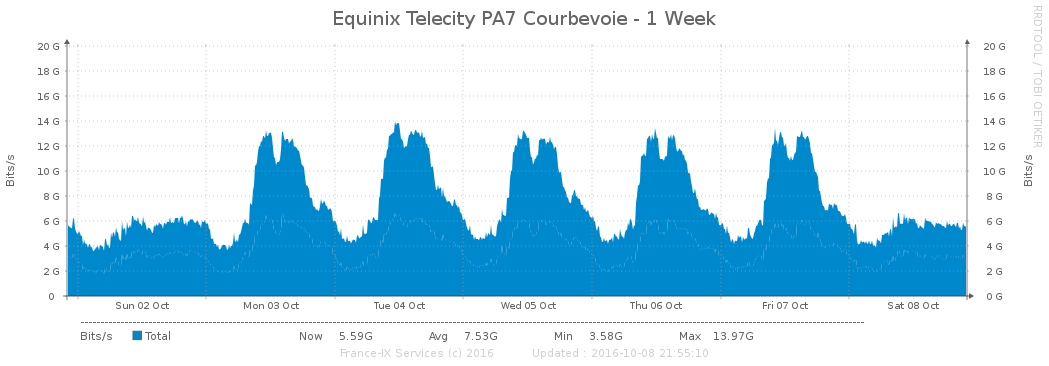 Equinix Telecity PA7 Courbevoie - 1 Week
RRDTOOL / TOBI OETIKER
Bits/s
20 G
18 G
16 G
14 G
12 G
10 G
8 G
6 G
4 G
2 G
0
20 G
18 G
16 G
14 G
12 G
10 G
8 G
6 G
4 G
2 G
0 G
Bits/s
Sun 02 Oct Mon 03 Oct Tue 04 Oct Wed 05 Oct Thu 06 Oct Fri 07 Oct Sat 08 Oct
Bits/s Total Now 5.59G Avg 7.53G Min 3.58G Max 13.97G
France-IX Services (c) 2016 Updated : 2016-10-08 21:55:10